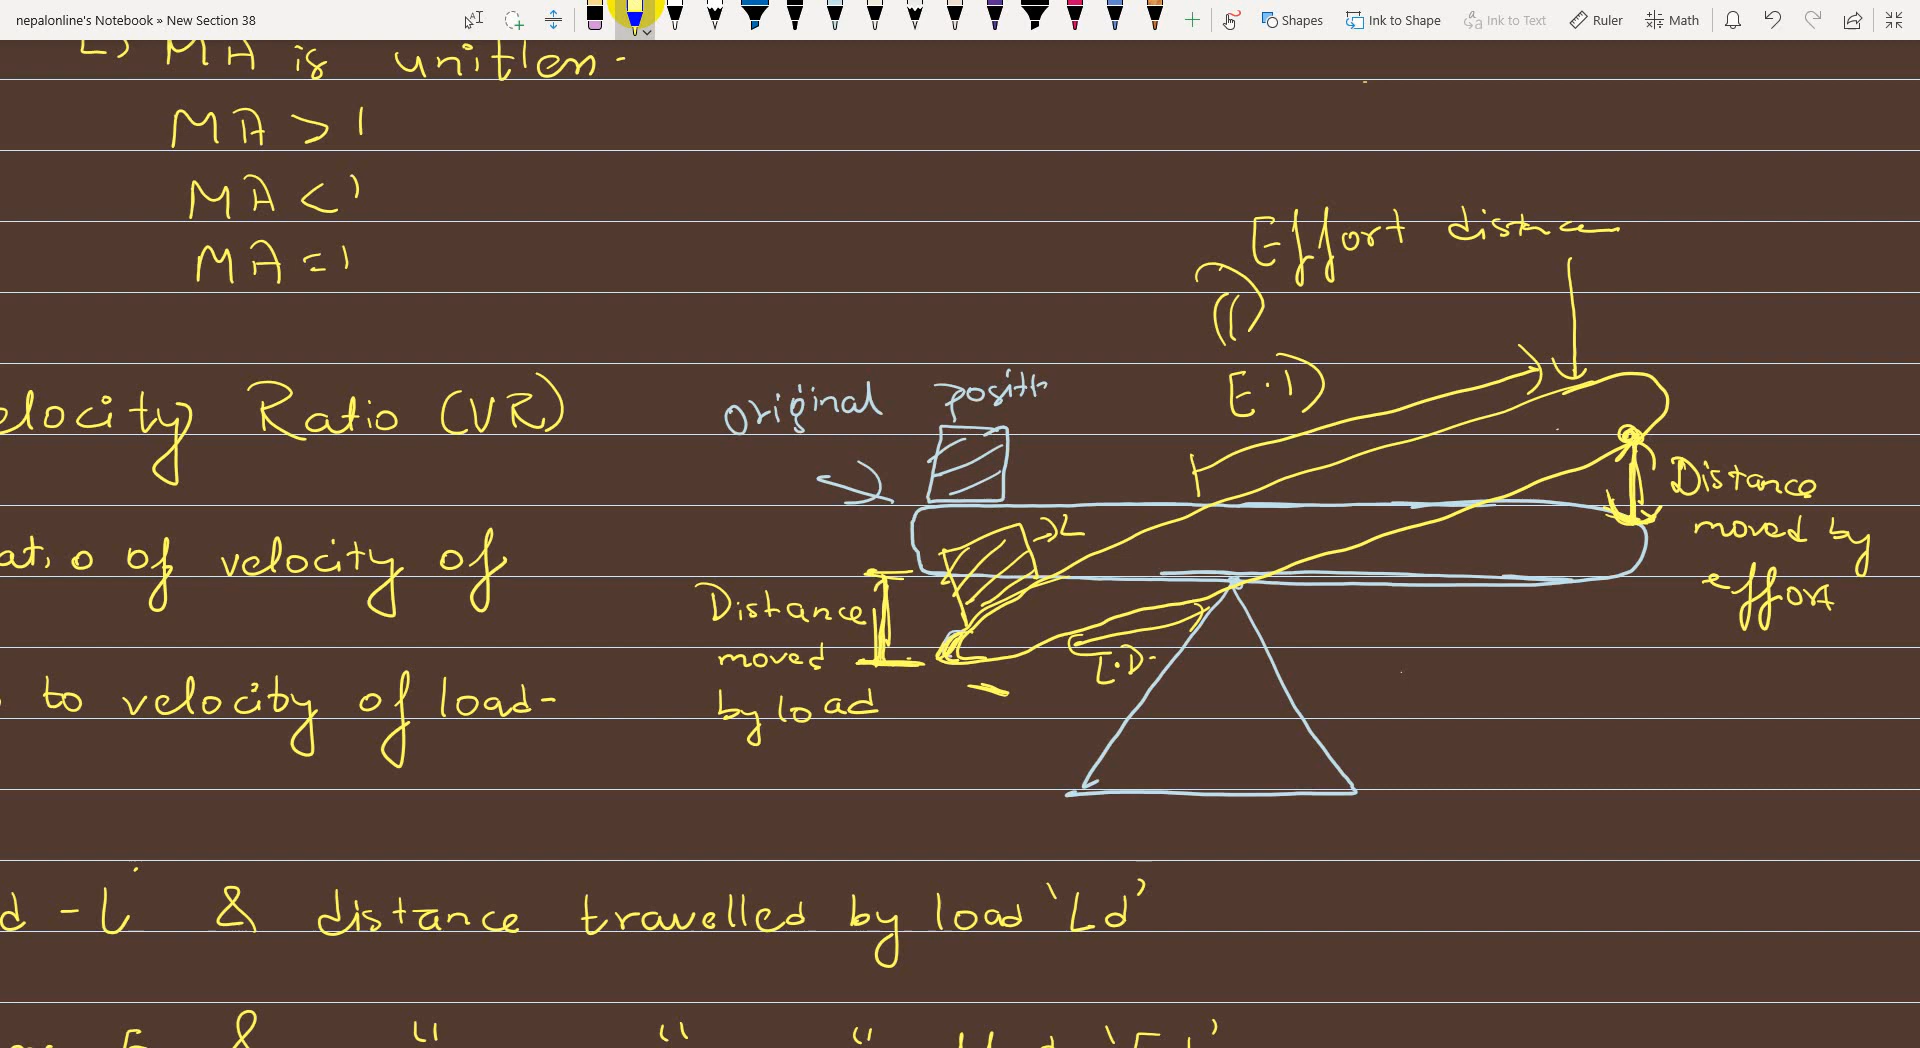 nepalonline's Notebook » New Section 38
Shapes
Ink to Shape
Ink to Text
Ruler
Math
MA is unitless.
MA > 1
MA < 1
MA = 1
elocity Ratio (VR)
atio of velocity of
to velocity of load-
Effort distance
E.D
Original position
L
Distance
moved
by load
L.D.
Distance
moved by
effort
d - L & distance travelled by load 'Ld'
E & " " "